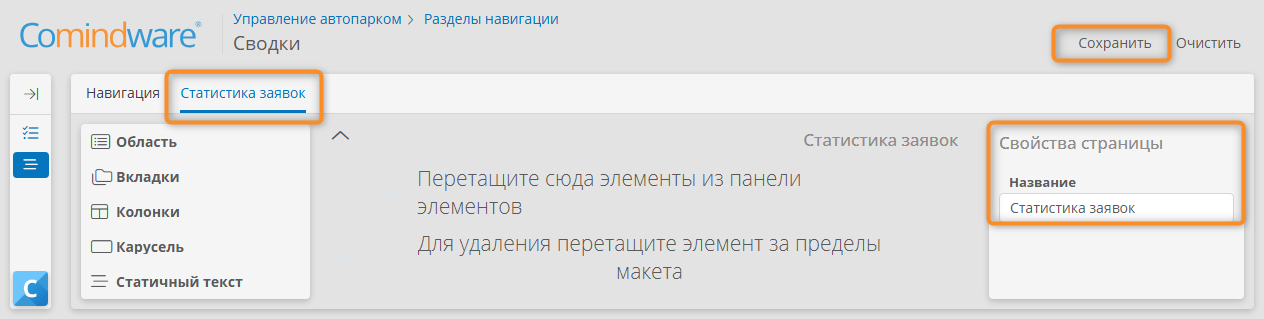 Comindware®
Управление автопарком > Разделы навигации
Сводки
Сохранить Очистить
Навигация Статистика заявок
Область
Вкладки
Колонки
Карусель
Статичный текст
Статистика заявок
Перетащите сюда элементы из панели
элементов
Для удаления перетащите элемент за пределы
макета
Свойства страницы
Название
Статистика заявок
C